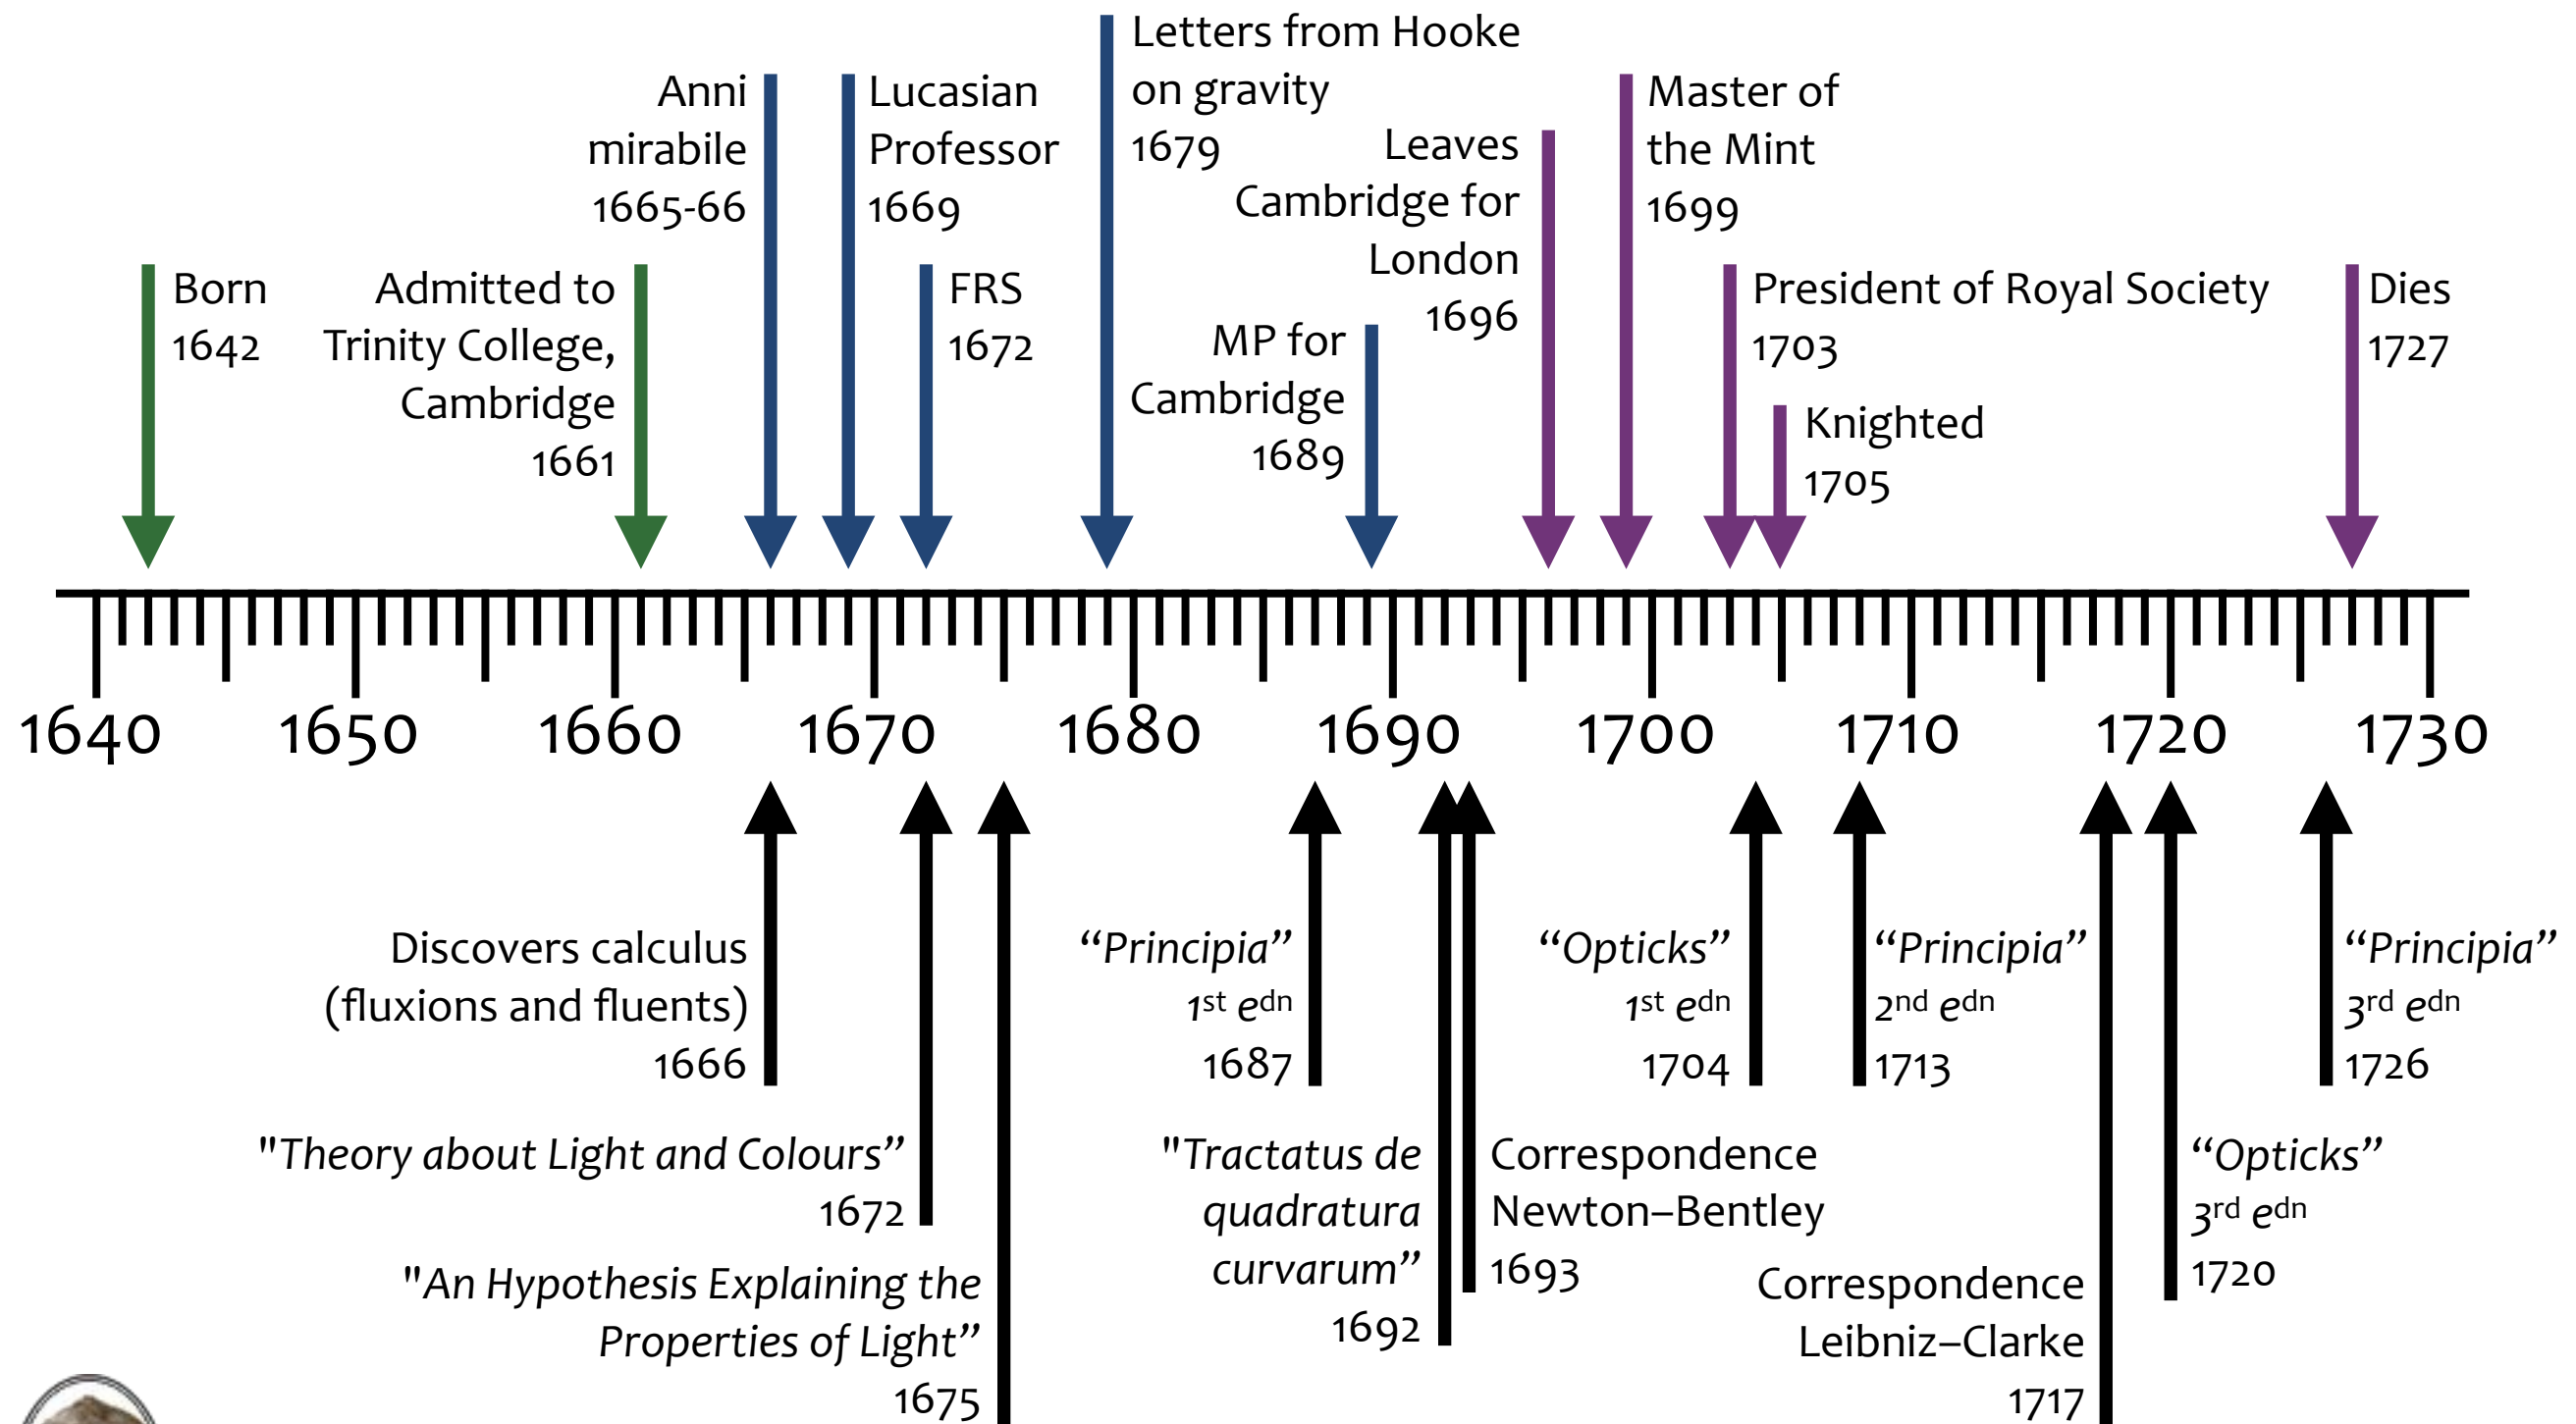 Letters from Hooke
on gravity
1679
Anni
mirabile
1665-66
Lucasian
Professor
1669
Master of
the Mint
1699
Leaves
Cambridge for
London
1696
Born
1642
Admitted to
Trinity College,
Cambridge
1661
FRS
1672
MP for
Cambridge
1689
President of Royal Society
1703
Knighted
1705
Dies
1727
1640 1650 1660 1670 1680 1690 1700 1710 1720 1730
Discovers calculus
(fluxions and fluents)
1666
"Theory about Light and Colours”
1672
"An Hypothesis Explaining the
Properties of Light”
1675
“Principia”
1st edn
1687
"Tractatus de
quadratura
curvarum”
1692
Correspondence
Newton–Bentley
1693
“Opticks”
1st edn
1704
“Principia”
2nd edn
1713
Correspondence
Leibniz–Clarke
1717
“Opticks”
3rd edn
1720
“Principia”
3rd edn
1726